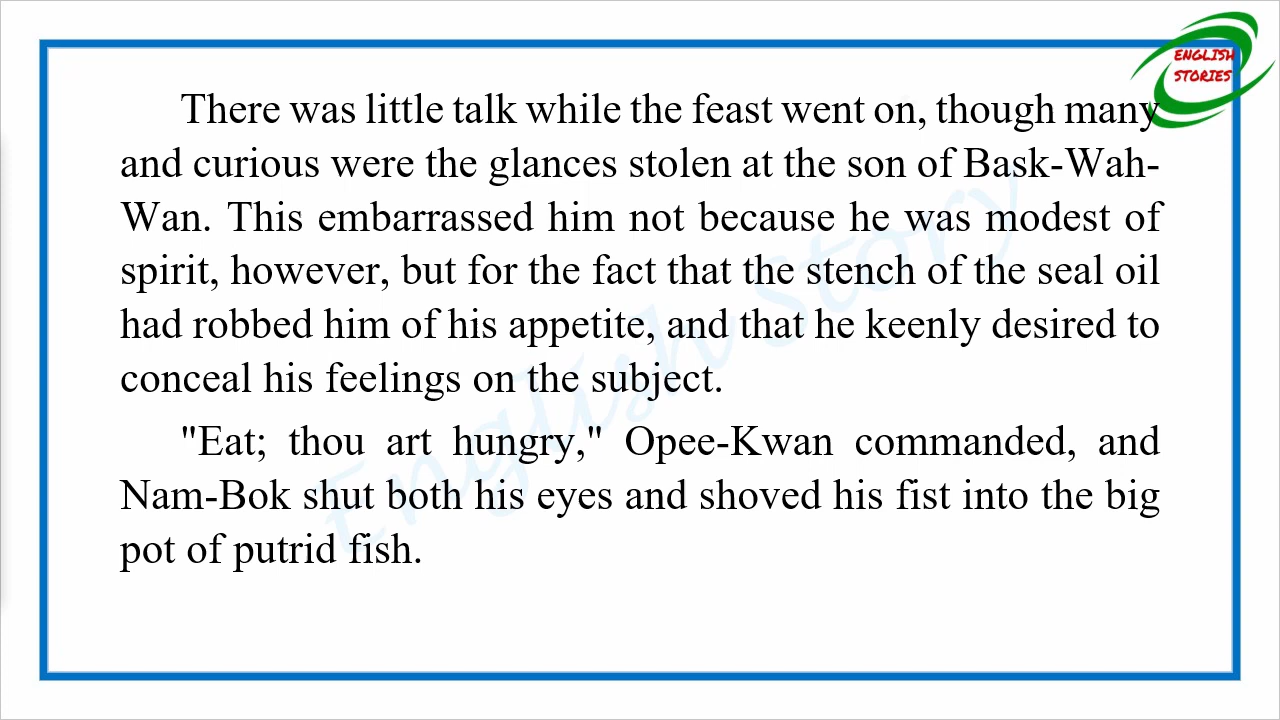 ENGLISH
STORIES
There was little talk while the feast went on, though many
and curious were the glances stolen at the son of Bask-Wah-
Wan. This embarrassed him not because he was modest of
spirit, however, but for the fact that the stench of the seal oil
had robbed him of his appetite, and that he keenly desired to
conceal his feelings on the subject.
"Eat; thou art hungry," Opee-Kwan commanded, and
Nam-Bok shut both his eyes and shoved his fist into the big
pot of putrid fish.
English Story